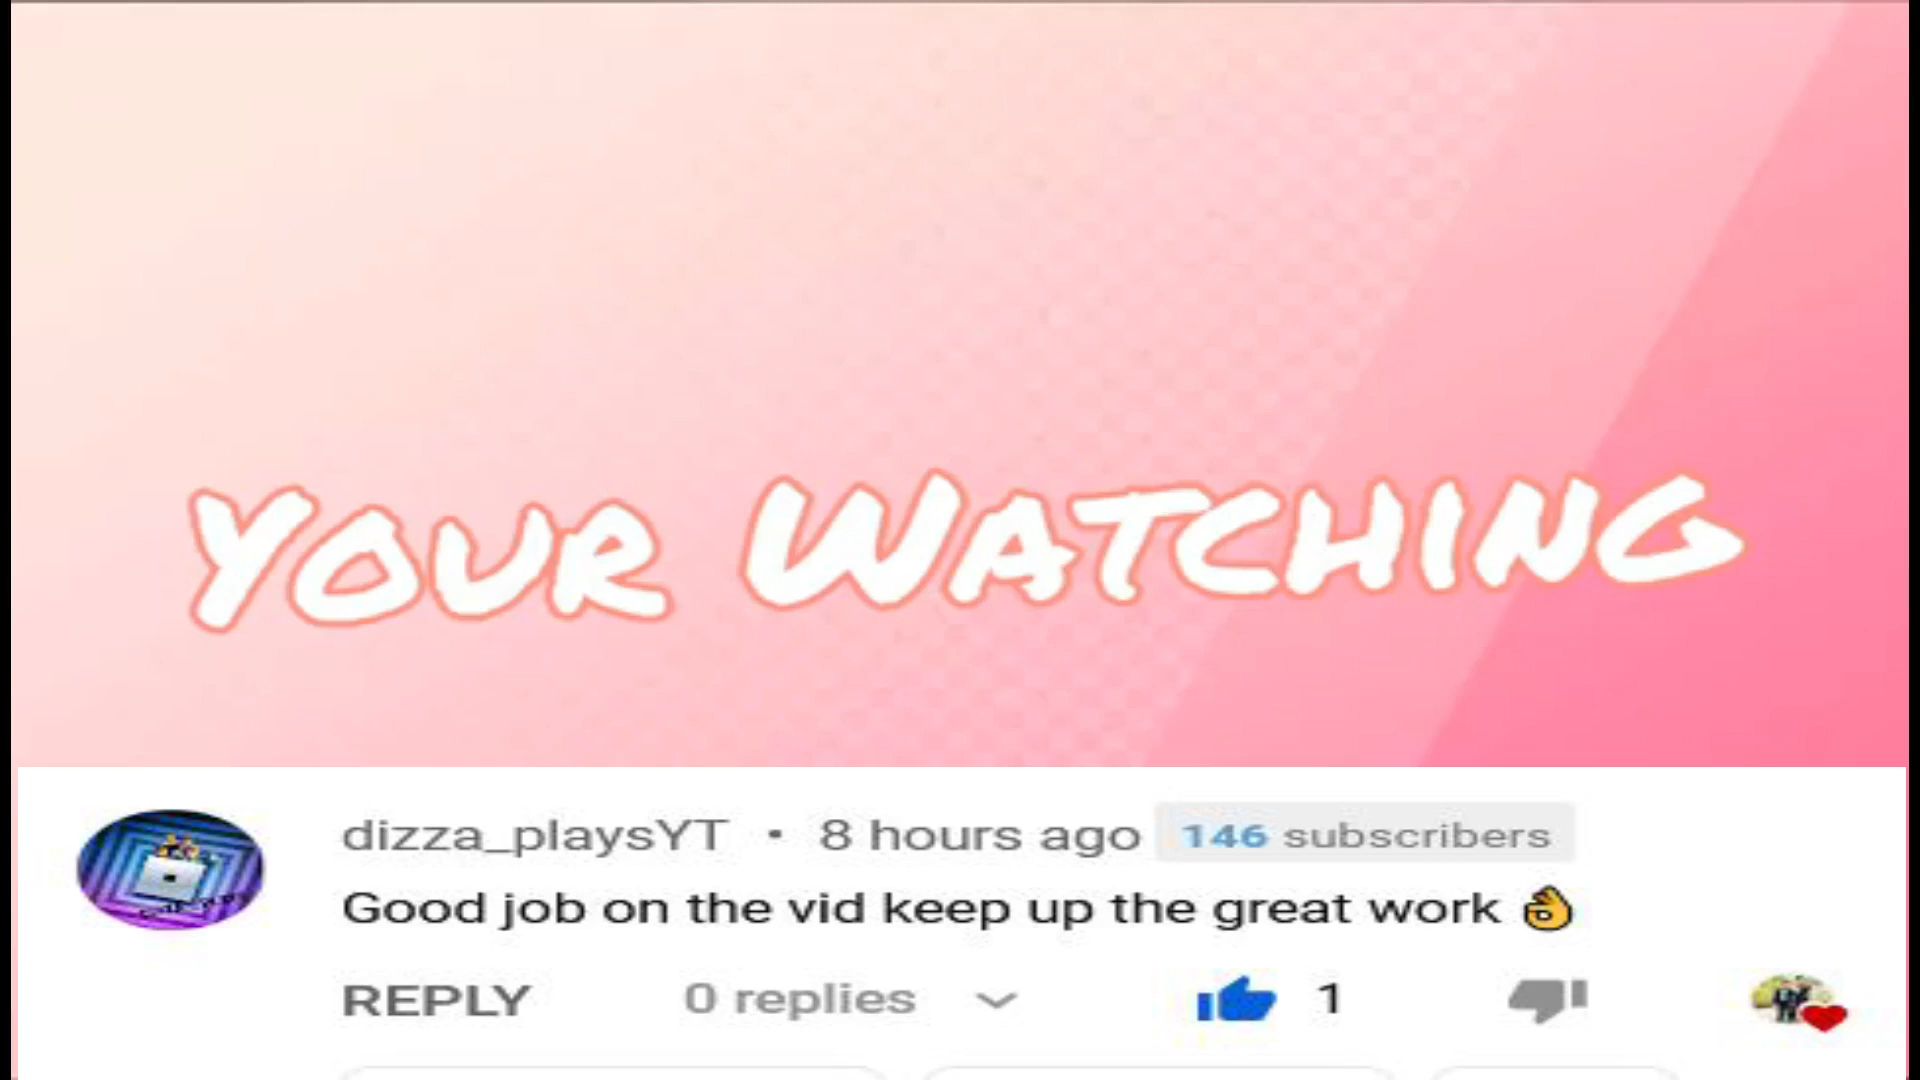 Your Watching
dizza_playsYT • 8 hours ago 146 subscribers
Good job on the vid keep up the great work 👌
REPLY 0 replies 1